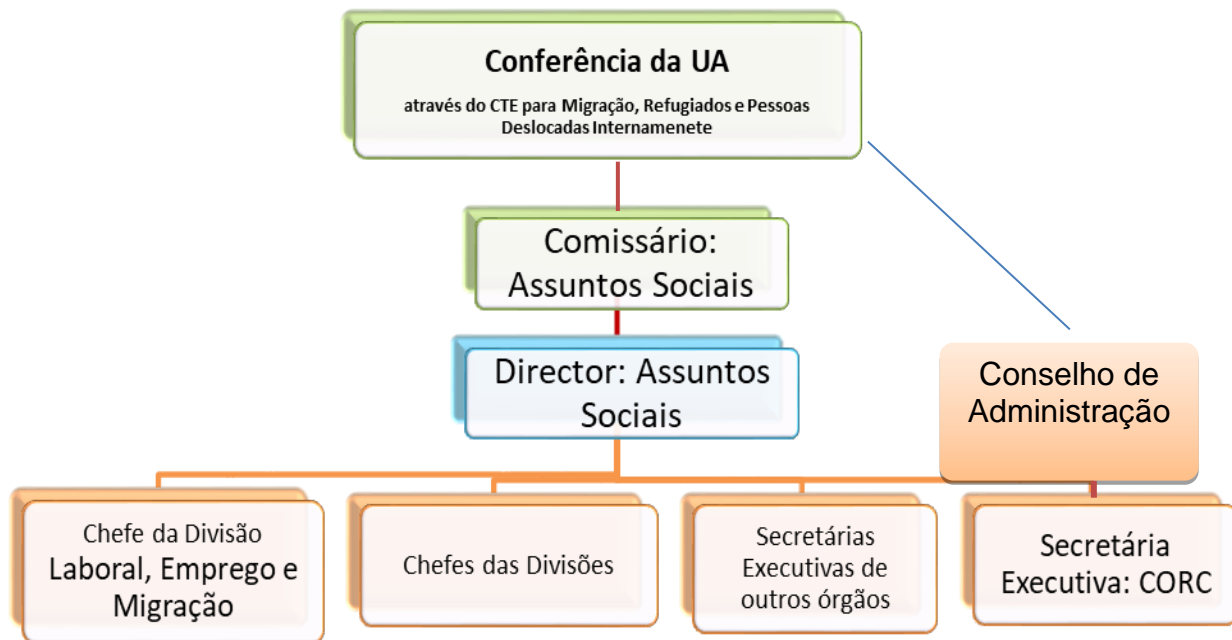 Conferência da UA
através do CTE para Migração, Refugiados e Pessoas
Deslocadas Internamenete
Comissário:
Assuntos Sociais
Director: Assuntos
Sociais
Conselho de
Administração
Chefe da Divisão
Laboral, Emprego e
Migração
Chefes das Divisões
Secretárias
Executivas de
outros órgãos
Secretária
Executiva: CORC